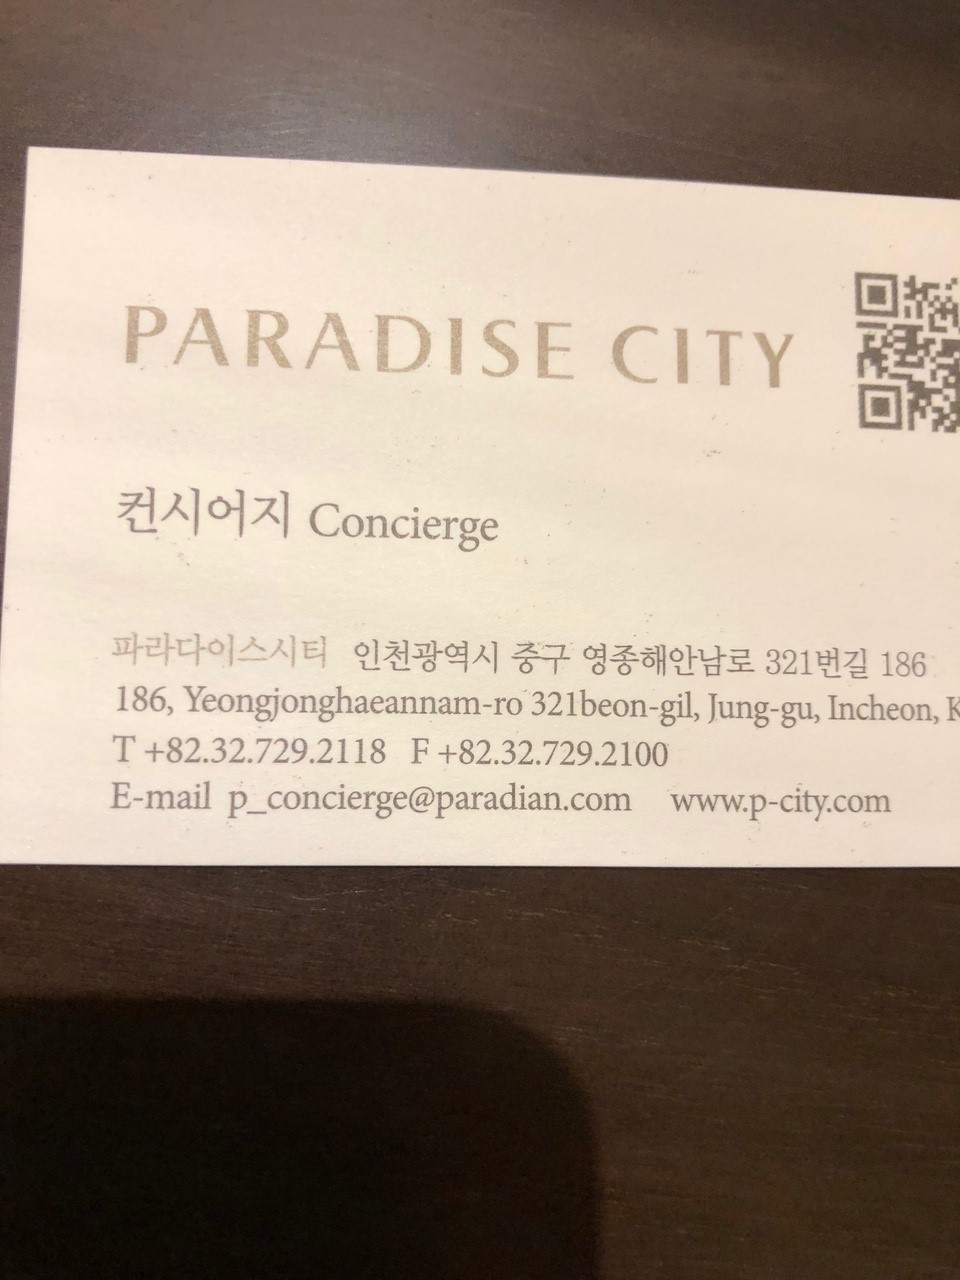 PARADISE CITY
컨시어지 Concierge
파라다이스시티 인천광역시 중구 영종해안남로 321번길 186
186, Yeongjonghaeannam-ro 321beon-gil, Jung-gu, Incheon, K
T +82.32.729.2118 F +82.32.729.2100
E-mail p_concierge@paradian.com www.p-city.com